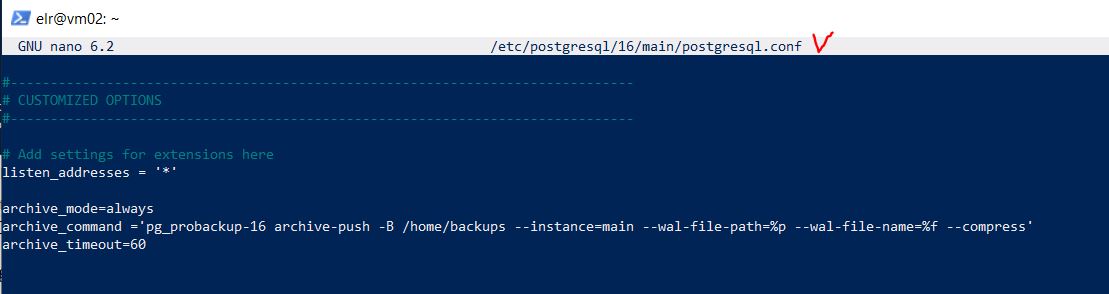 elr@vm02: ~
GNU nano 6.2 /etc/postgresql/16/main/postgresql.conf
#------------------------------------------------------------------------------
# CUSTOMIZED OPTIONS
#------------------------------------------------------------------------------
# Add settings for extensions here
listen_addresses = '*'
archive_mode=always
archive_command ='pg_probackup-16 archive-push -B /home/backups --instance=main --wal-file-path=%p --wal-file-name=%f --compress'
archive_timeout=60